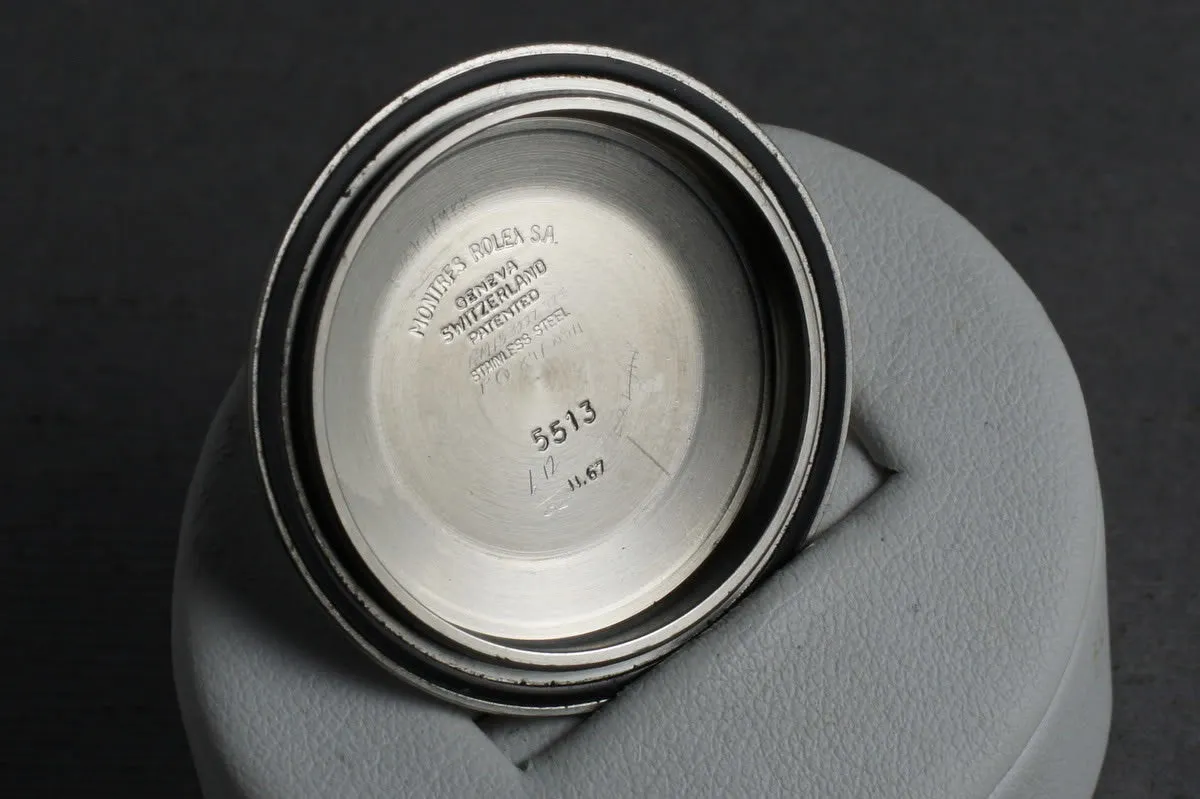 MONTRES ROLEX S.A.
GENEVA
SWITZERLAND
PATENTED
STAINLESS STEEL
5513
II.67